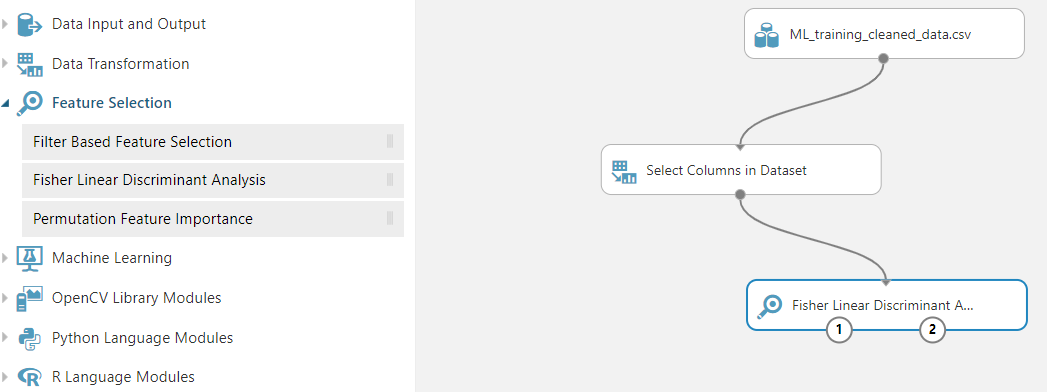 Data Input and Output
Data Transformation
Feature Selection
Filter Based Feature Selection
Fisher Linear Discriminant Analysis
Permutation Feature Importance
Machine Learning
OpenCV Library Modules
Python Language Modules
R Language Modules
ML_training_cleaned_data.csv
Select Columns in Dataset
Fisher Linear Discriminant A...
1 2